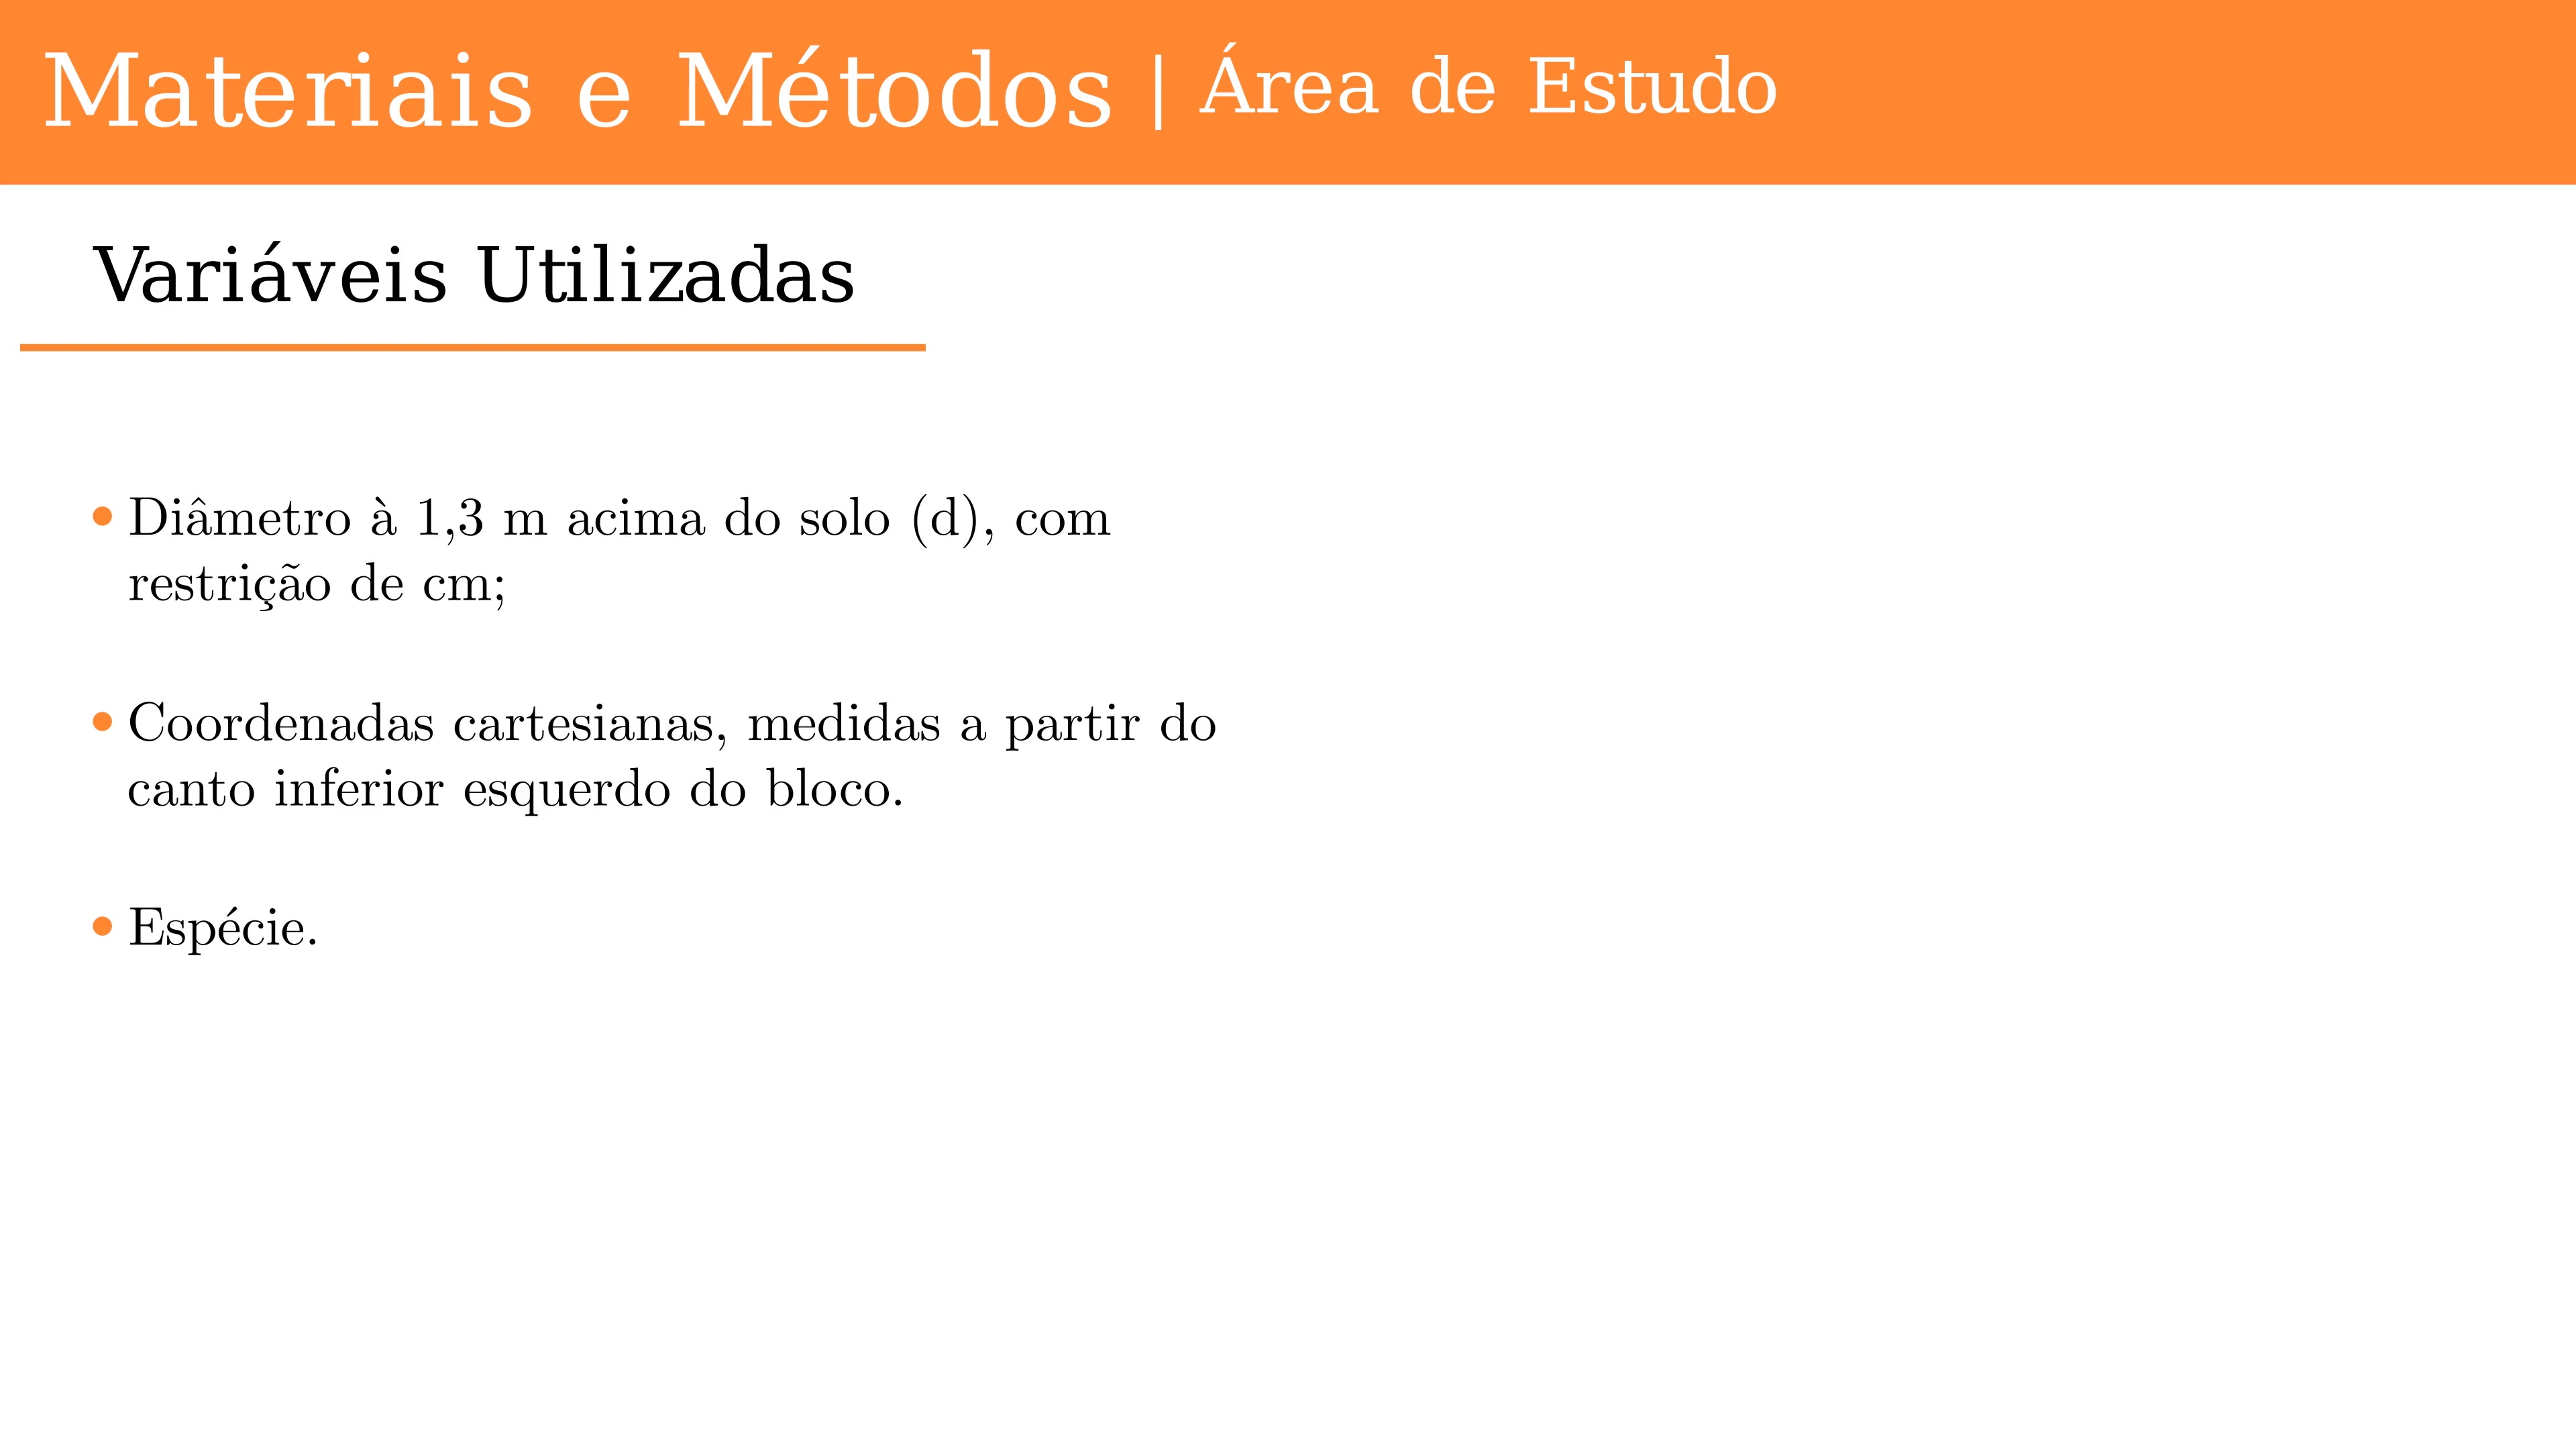 Materiais e Métodos | Área de Estudo
Variáveis Utilizadas
• Diâmetro à 1,3 m acima do solo (d), com
restrição de cm;
• Coordenadas cartesianas, medidas a partir do
canto inferior esquerdo do bloco.
• Espécie.